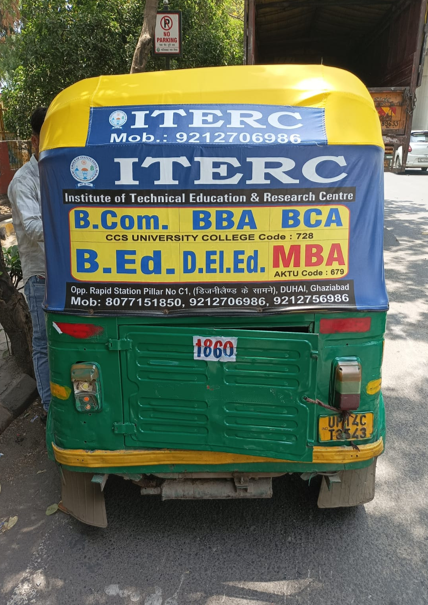 NO
PARKING
ITERC
Mob.: 9212706986
ITERC
Institute of Technical Education & Research Centre
B.Com. BBA BCA
CCS UNIVERSITY COLLEGE Code : 728
B.Ed. D.El.Ed. MBA
AKTU Code : 679
Opp. Rapid Station Pillar No C1, (डिजनीलैण्ड के सामने), DUHAI, Ghaziabad
Mob: 8077151850, 9212706986, 9212756986
1860
UP14C
T3543